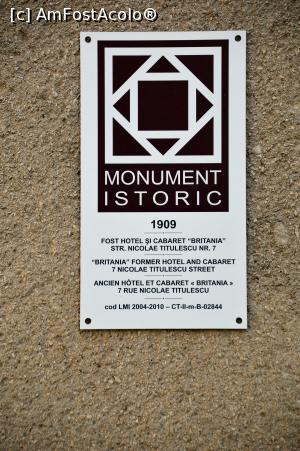 [c] AmFostAcolo®
MONUMENT
ISTORIC
1909
FOST HOTEL ŞI CABARET "BRITANIA"
STR. NICOLAE TITULESCU NR. 7
"BRITANIA" FORMER HOTEL AND CABARET
7 NICOLAE TITULESCU STREET
ANCIEN HÔTEL ET CABARET « BRITANIA »
7 RUE NICOLAE TITULESCU
cod LMI 2004-2010 – CT-II-m-B-02844